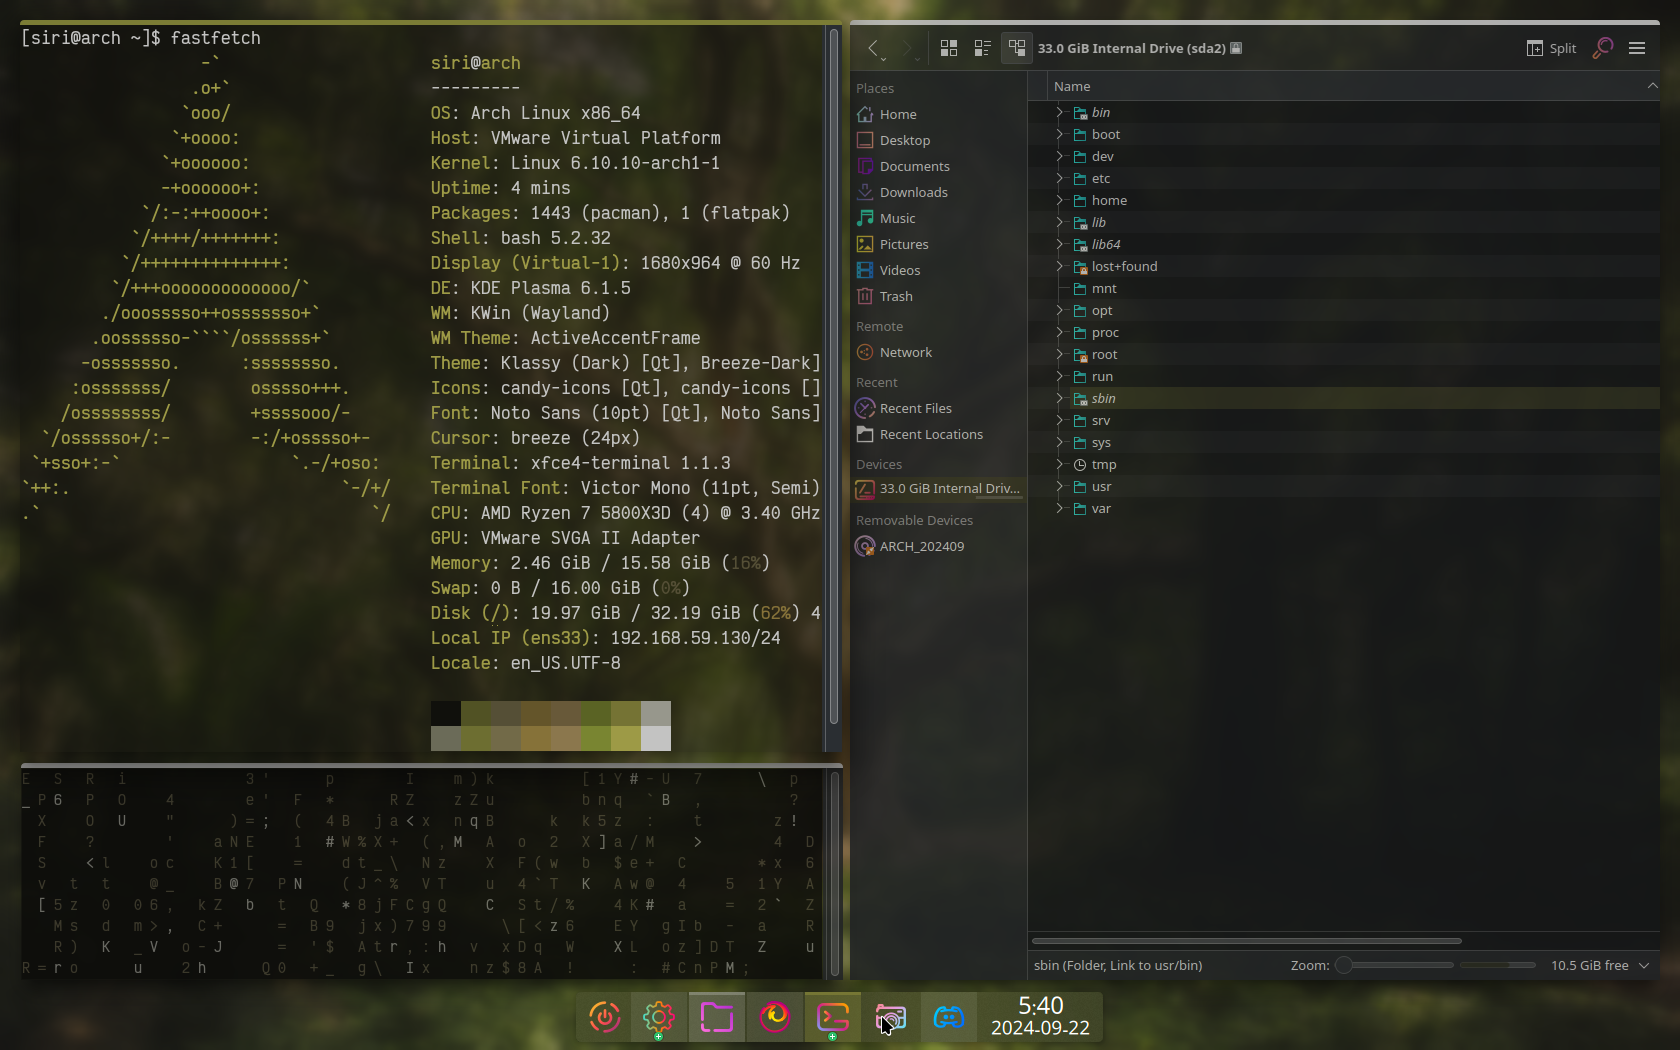 [siri@arch ~]$ fastfetch
siri@arch
---------
OS: Arch Linux x86_64
Host: VMware Virtual Platform
Kernel: Linux 6.10.10-arch1-1
Uptime: 4 mins
Packages: 1443 (pacman), 1 (flatpak)
Shell: bash 5.2.32
Display (Virtual-1): 1680x964 @ 60 Hz
DE: KDE Plasma 6.1.5
WM: KWin (Wayland)
WM Theme: ActiveAccentFrame
Theme: Klassy (Dark) [Qt], Breeze-Dark]
Icons: candy-icons [Qt], candy-icons []
Font: Noto Sans (10pt) [Qt], Noto Sans]
Cursor: breeze (24px)
Terminal: xfce4-terminal 1.1.3
Terminal Font: Victor Mono (11pt, Semi)
CPU: AMD Ryzen 7 5800X3D (4) @ 3.40 GHz
GPU: VMware SVGA II Adapter
Memory: 2.46 GiB / 15.58 GiB (16%)
Swap: 0 B / 16.00 GiB (0%)
Disk (/): 19.97 GiB / 32.19 GiB (62%) 4
Local IP (ens33): 192.168.59.130/24
Locale: en_US.UTF-8
33.0 GiB Internal Drive (sda2)
Split
Places
Home
Desktop
Documents
Downloads
Music
Pictures
Videos
Trash
Remote
Network
Recent
Recent Files
Recent Locations
Devices
33.0 GiB Internal Driv...
Removable Devices
ARCH_202409
Name
bin
boot
dev
etc
home
lib
lib64
lost+found
mnt
opt
proc
root
run
sbin
srv
sys
tmp
usr
var
sbin (Folder, Link to usr/bin)
Zoom:
10.5 GiB free
5:40
2024-09-22